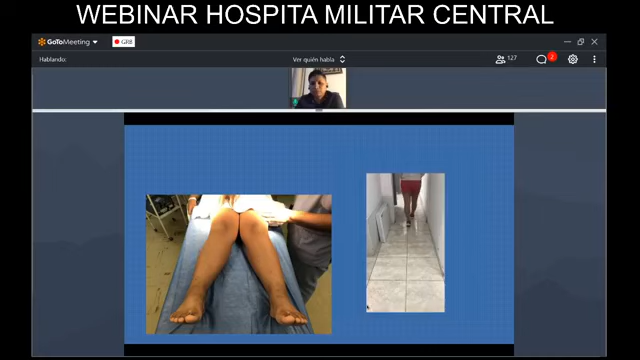 WEBINAR HOSPITA MILITAR CENTRAL
GoToMeeting
GRB
Hablando:
Ver quién habla
127
2